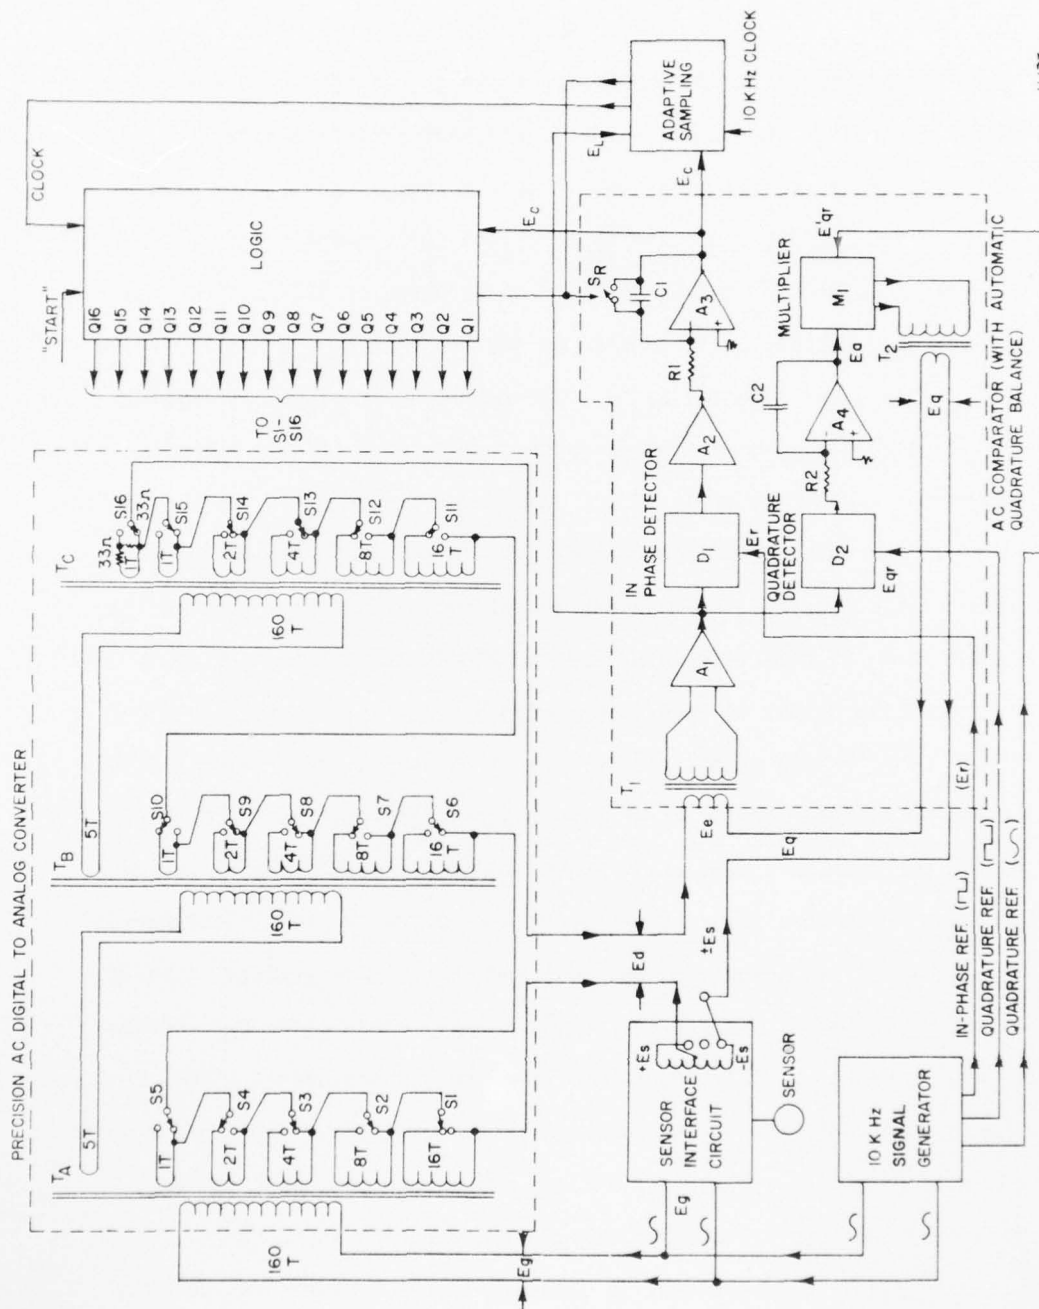 PRECISION AC DIGITAL TO ANALOG CONVERTER
TA
5T
160
T
1T
S5
2T
S4
4T
S3
8T
S2
16T
S1
TB
5T
160
T
1T
S10
2T
S9
4T
S8
8T
S7
16
T
S6
TC
160
T
33Ω
1T
S16
33Ω
1T
S15
2T
S14
4T
S13
8T
S12
16
T
S11
"START"
CLOCK
Q16
Q15
Q14
Q13
Q12
Q11
Q10
Q9
Q8
Q7
Q6
Q5
Q4
Q3
Q2
Q1
LOGIC
TO
S1-
S16
Ec
EL
ADAPTIVE
SAMPLING
10 K Hz CLOCK
Ec
SR
C1
A3
-
+
R1
A2
IN
PHASE DETECTOR
D1
Er
A1
T1
Ee
Eq
QUADRATURE
DETECTOR
D2
Eqr
R2
C2
A4
-
+
Ea
MULTIPLIER
M1
E'qr
T2
Eq
AC COMPARATOR (WITH AUTOMATIC
QUADRATURE BALANCE)
Eg
Eg
Ed
±Es
+Es
-Es
SENSOR
INTERFACE
CIRCUIT
SENSOR
10 K Hz
SIGNAL
GENERATOR
IN-PHASE REF.
(Er)
QUADRATURE REF.
QUADRATURE REF.